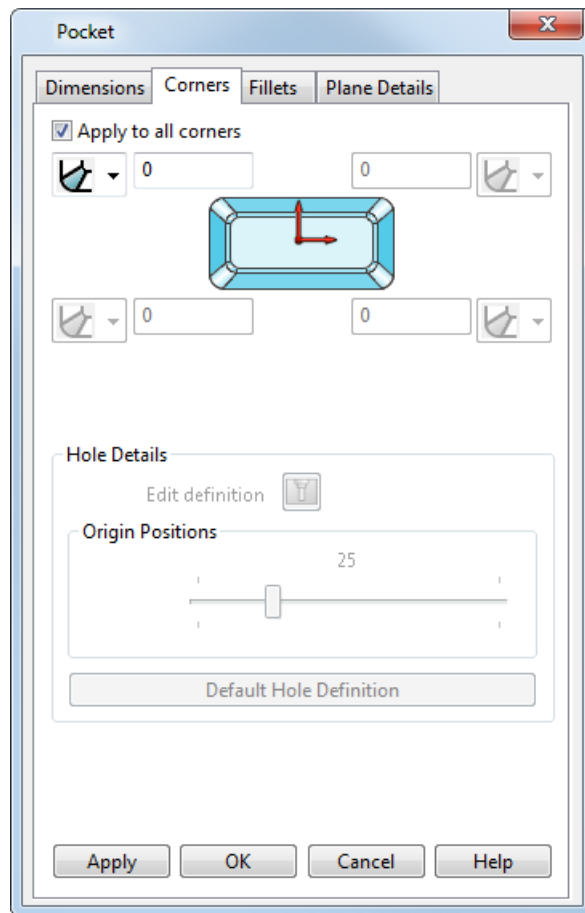 Pocket
Dimensions Corners Fillets Plane Details
Apply to all corners
0 0
0 0
Hole Details
Edit definition
Origin Positions
25
Default Hole Definition
Apply OK Cancel Help